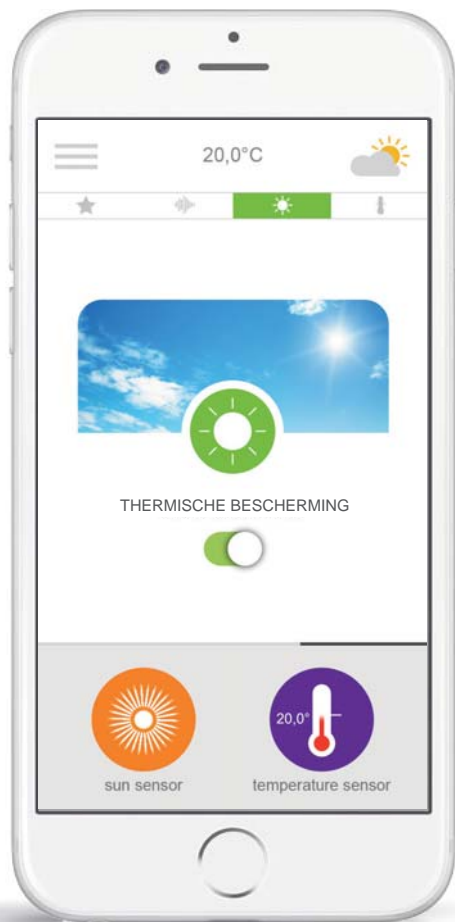 20,0°C
THERMISCHE BESCHERMING
20,0°
sun sensor
temperature sensor